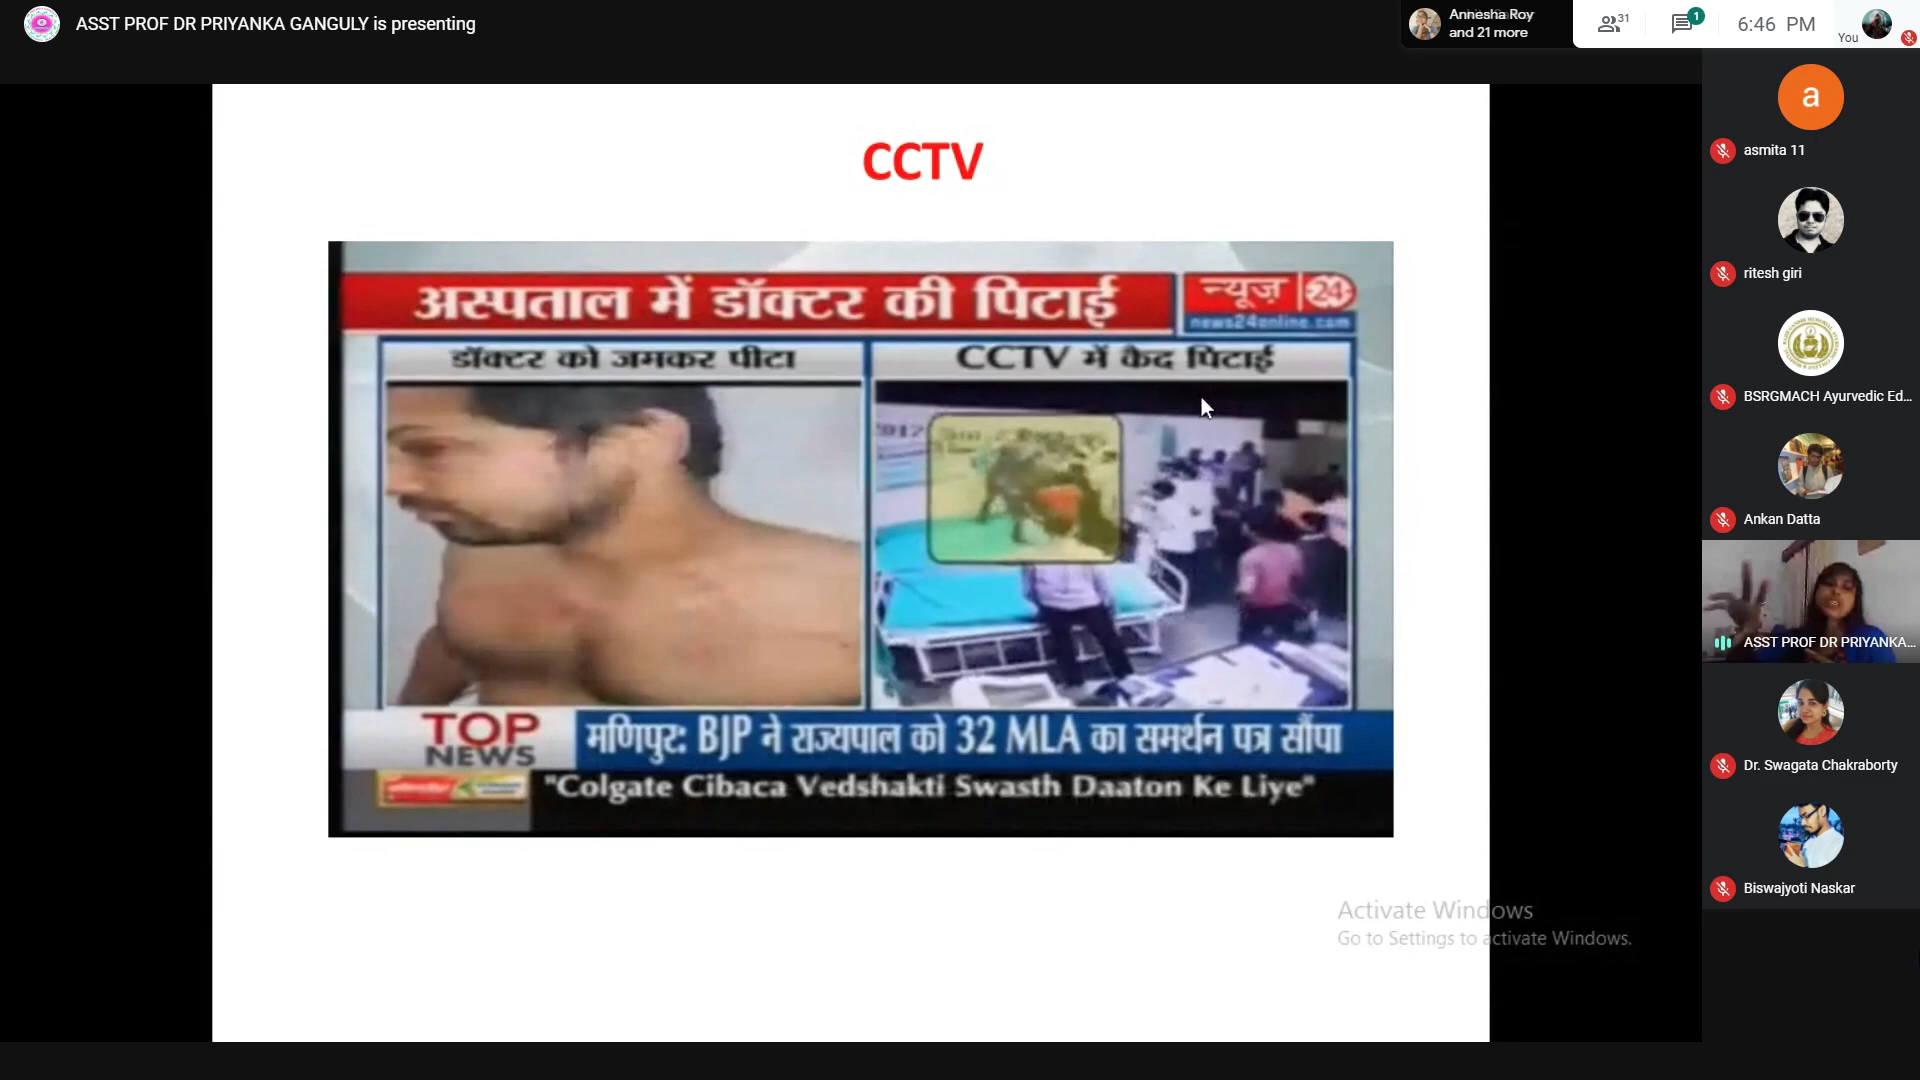 ASST PROF DR PRIYANKA GANGULY is presenting
Annesha Roy
and 21 more
31
1
6:46 PM
You
CCTV
अस्पताल में डॉक्टर की पिटाई
न्यूज़ 24
news24online.com
डॉक्टर को जमकर पीटा
CCTV में कैद पिटाई
TOP
NEWS
मणिपुर: BJP ने राज्यपाल को 32 MLA का समर्थन पत्र सौंपा
"Colgate Cibaca Vedshakti Swasth Daaton Ke Liye"
a
asmita 11
ritesh giri
BSRGMACH Ayurvedic Ed...
Ankan Datta
ASST PROF DR PRIYANKA...
Dr. Swagata Chakraborty
Biswajyoti Naskar
Activate Windows
Go to Settings to activate Windows.